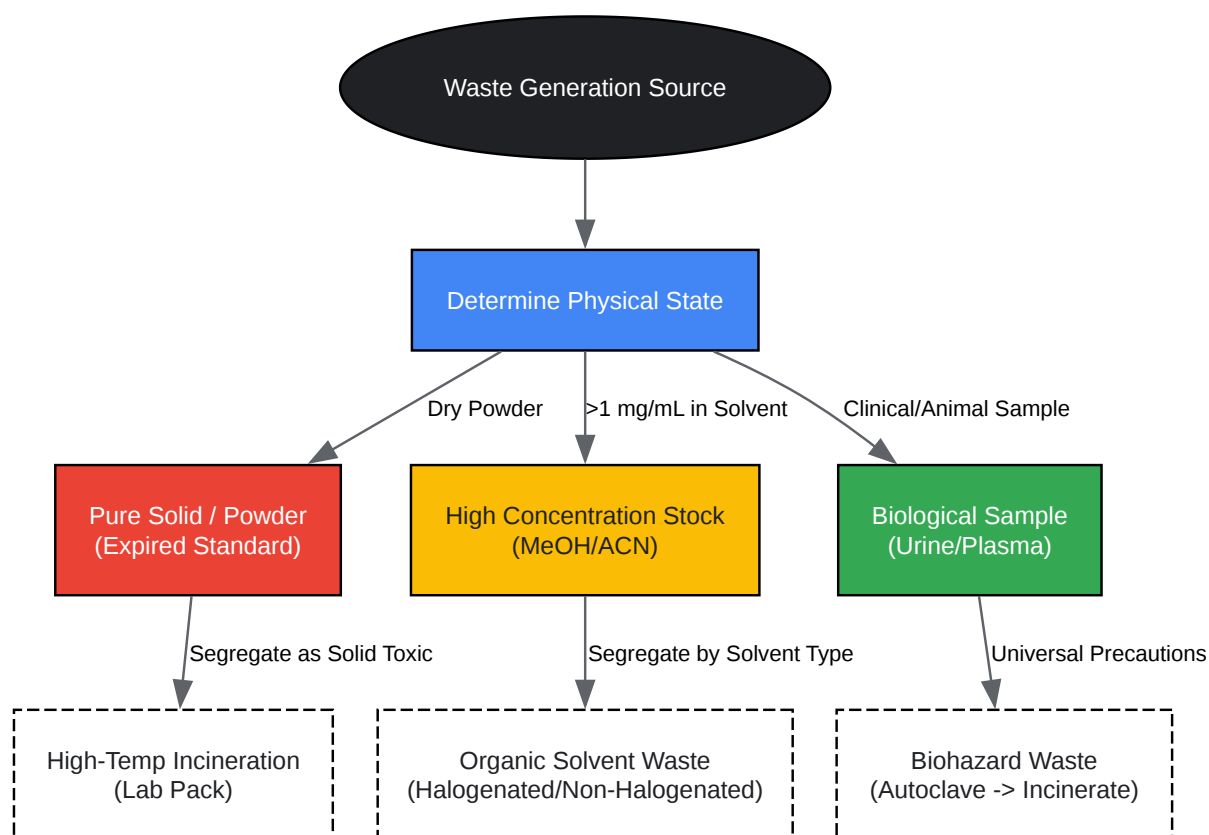 Waste Generation Source
Determine Physical State
Dry Powder
>1 mg/mL in Solvent
Clinical/Animal Sample
Pure Solid / Powder
(Expired Standard)
High Concentration Stock
(MeOH/ACN)
Biological Sample
(Urine/Plasma)
Segregate as Solid Toxic
Segregate by Solvent Type
Universal Precautions
High-Temp Incineration
(Lab Pack)
Organic Solvent Waste
(Halogenated/Non-Halogenated)
Biohazard Waste
(Autoclave -> Incinerate)